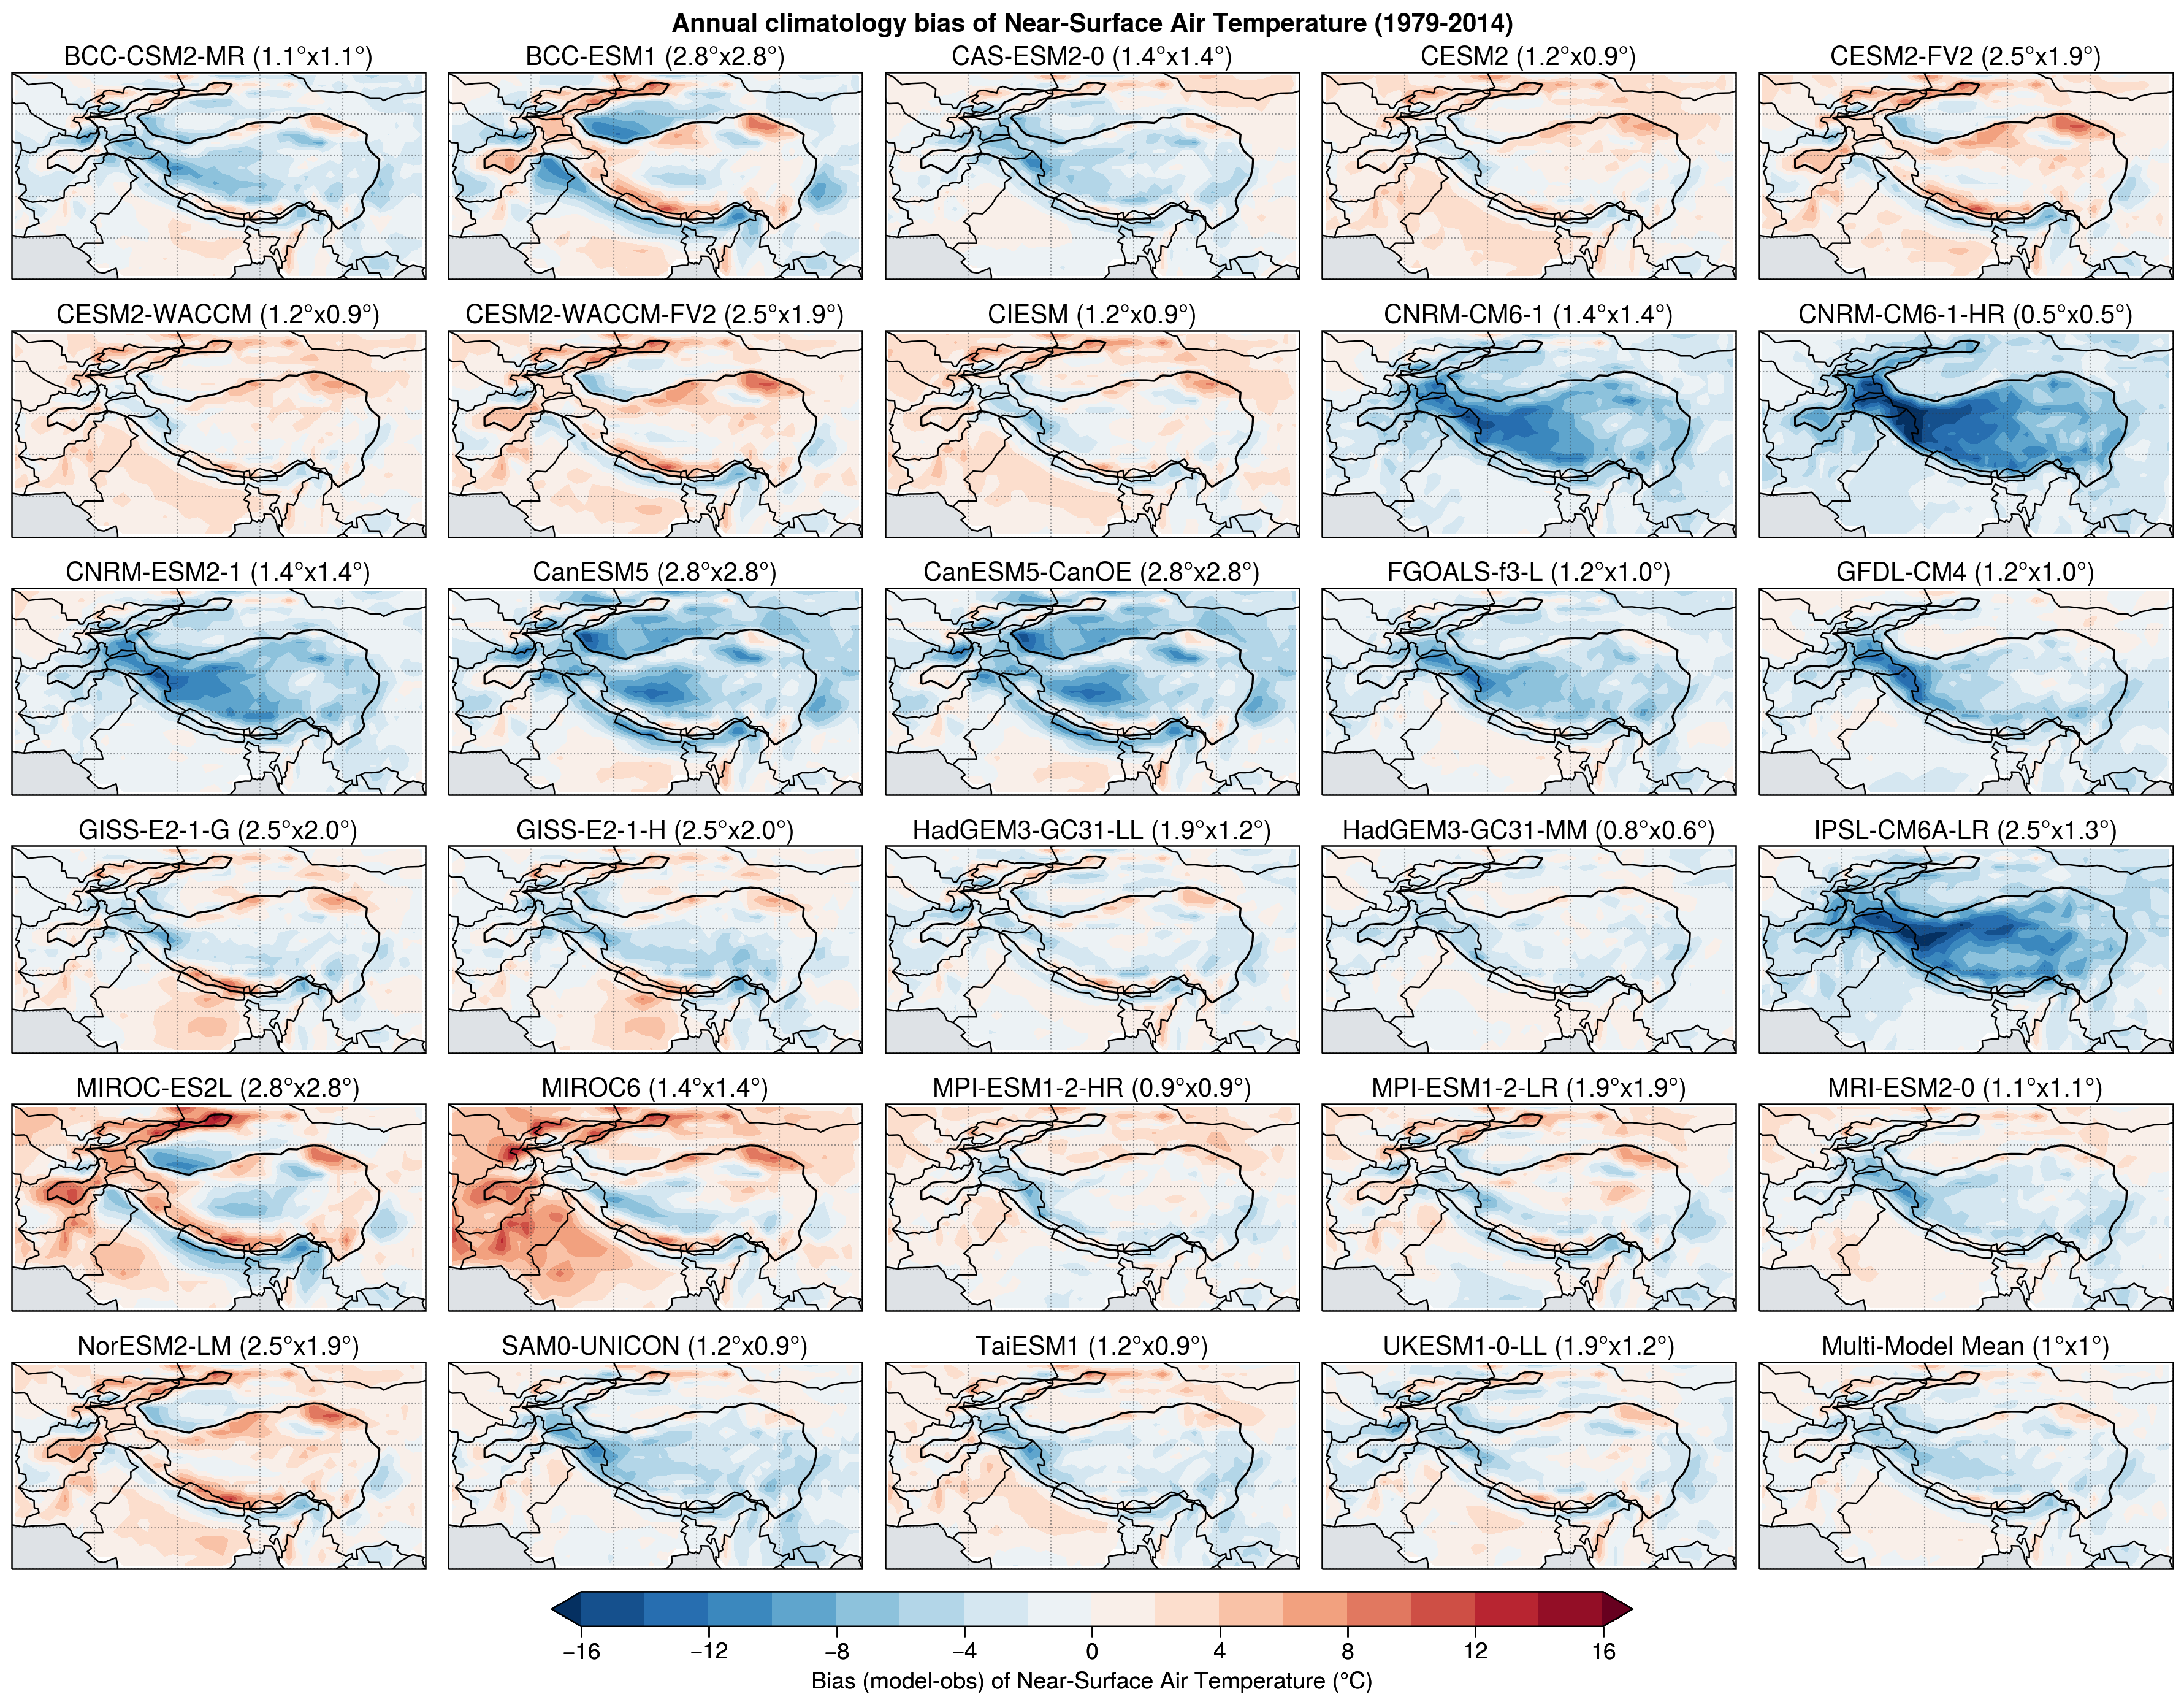 Annual climatology bias of Near-Surface Air Temperature (1979-2014)
BCC-CSM2-MR (1.1°x1.1°)
BCC-ESM1 (2.8°x2.8°)
CAS-ESM2-0 (1.4°x1.4°)
CESM2 (1.2°x0.9°)
CESM2-FV2 (2.5°x1.9°)
CESM2-WACCM (1.2°x0.9°)
CESM2-WACCM-FV2 (2.5°x1.9°)
CIESM (1.2°x0.9°)
CNRM-CM6-1 (1.4°x1.4°)
CNRM-CM6-1-HR (0.5°x0.5°)
CNRM-ESM2-1 (1.4°x1.4°)
CanESM5 (2.8°x2.8°)
CanESM5-CanOE (2.8°x2.8°)
FGOALS-f3-L (1.2°x1.0°)
GFDL-CM4 (1.2°x1.0°)
GISS-E2-1-G (2.5°x2.0°)
GISS-E2-1-H (2.5°x2.0°)
HadGEM3-GC31-LL (1.9°x1.2°)
HadGEM3-GC31-MM (0.8°x0.6°)
IPSL-CM6A-LR (2.5°x1.3°)
MIROC-ES2L (2.8°x2.8°)
MIROC6 (1.4°x1.4°)
MPI-ESM1-2-HR (0.9°x0.9°)
MPI-ESM1-2-LR (1.9°x1.9°)
MRI-ESM2-0 (1.1°x1.1°)
NorESM2-LM (2.5°x1.9°)
SAM0-UNICON (1.2°x0.9°)
TaiESM1 (1.2°x0.9°)
UKESM1-0-LL (1.9°x1.2°)
Multi-Model Mean (1°x1°)
−16 −12 −8 −4 0 4 8 12 16
Bias (model-obs) of Near-Surface Air Temperature (°C)